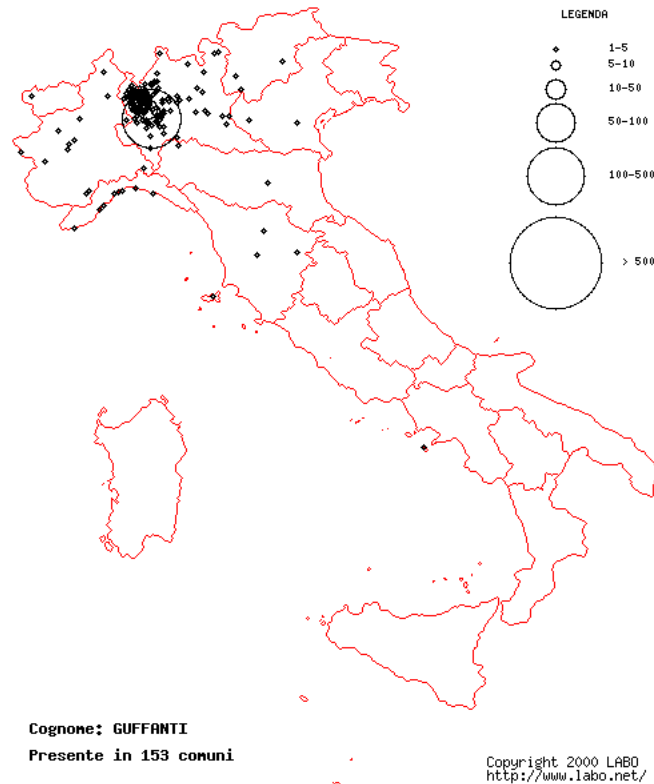 LEGENDA
1-5
5-10
10-50
50-100
100-500
> 500
Cognome: GUFFANTI
Presente in 153 comuni
Copyright 2000 LABO
http://www.labo.net/